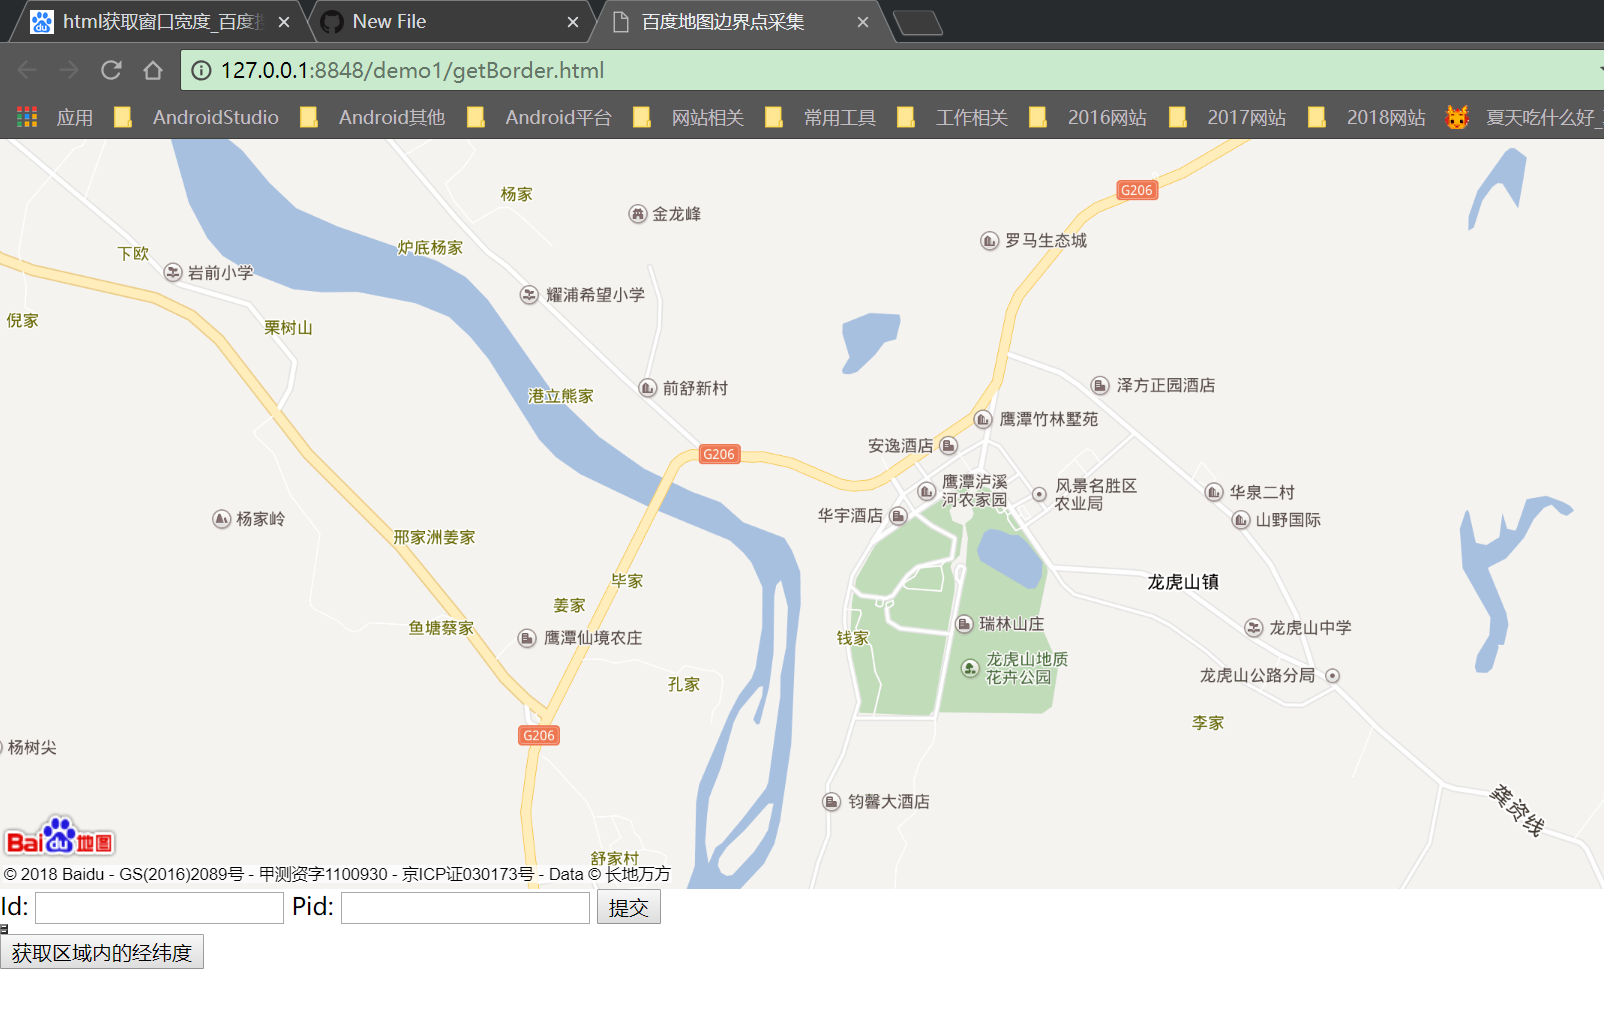 html获取窗口宽度_百度
New File
百度地图边界点采集
127.0.0.1:8848/demo1/getBorder.html
应用
AndroidStudio
Android其他
Android平台
网站相关
常用工具
工作相关
2016网站
2017网站
2018网站
夏天吃什么好_
G206
杨家
金龙峰
罗马生态城
炉底杨家
下欧
岩前小学
耀浦希望小学
倪家
栗树山
泽方正园酒店
前舒新村
港立熊家
鹰潭竹林墅苑
安逸酒店
G206
鹰潭泸溪
河农家园
风景名胜区
农业局
华泉二村
华宇酒店
杨家岭
山野国际
邢家洲姜家
毕家
龙虎山镇
姜家
鱼塘蔡家
鹰潭仙境农庄
钱家
瑞林山庄
龙虎山中学
龙虎山地质
花卉公园
龙虎山公路分局
孔家
李家
G206
杨树尖
钧馨大酒店
龚资线
Bai du 地图
舒家村
© 2018 Baidu - GS(2016)2089号 - 甲测资字1100930 - 京ICP证030173号 - Data © 长地万方
Id:
Pid:
提交
获取区域内的经纬度